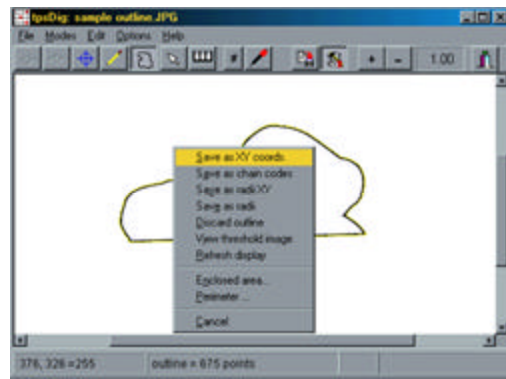 tpsDig: sample outline.JPG
File Modes Edit Options Help
+ - 1.00
Save as XY coords.
Save as chain codes
Save as radii XY
Save as radii
Discard outline
View threshold image
Refresh display
Enclosed area...
Perimeter ...
Cancel
376, 326 =255 outline = 675 points